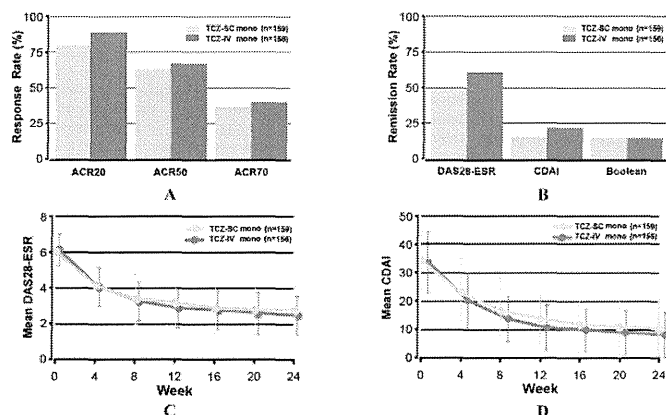 Response Rate (%)
100
75
50
25
0
TCZ-SC mono (n=159)
TCZ-IV mono (n=156)
ACR20 ACR50 ACR70
A
Remission Rate (%)
100
75
50
25
0
TCZ-SC mono (n=159)
TCZ-IV mono (n=156)
DAS28-ESR CDAI Boolean
B
Mean DAS28-ESR
8
6
4
2
0
TCZ-SC mono (n=159)
TCZ-IV mono (n=156)
0 4 8 12 16 20 24
Week
C
Mean CDAI
50
40
30
20
10
0
TCZ-SC mono (n=159)
TCZ-IV mono (n=156)
0 4 8 12 16 20 24
Week
D